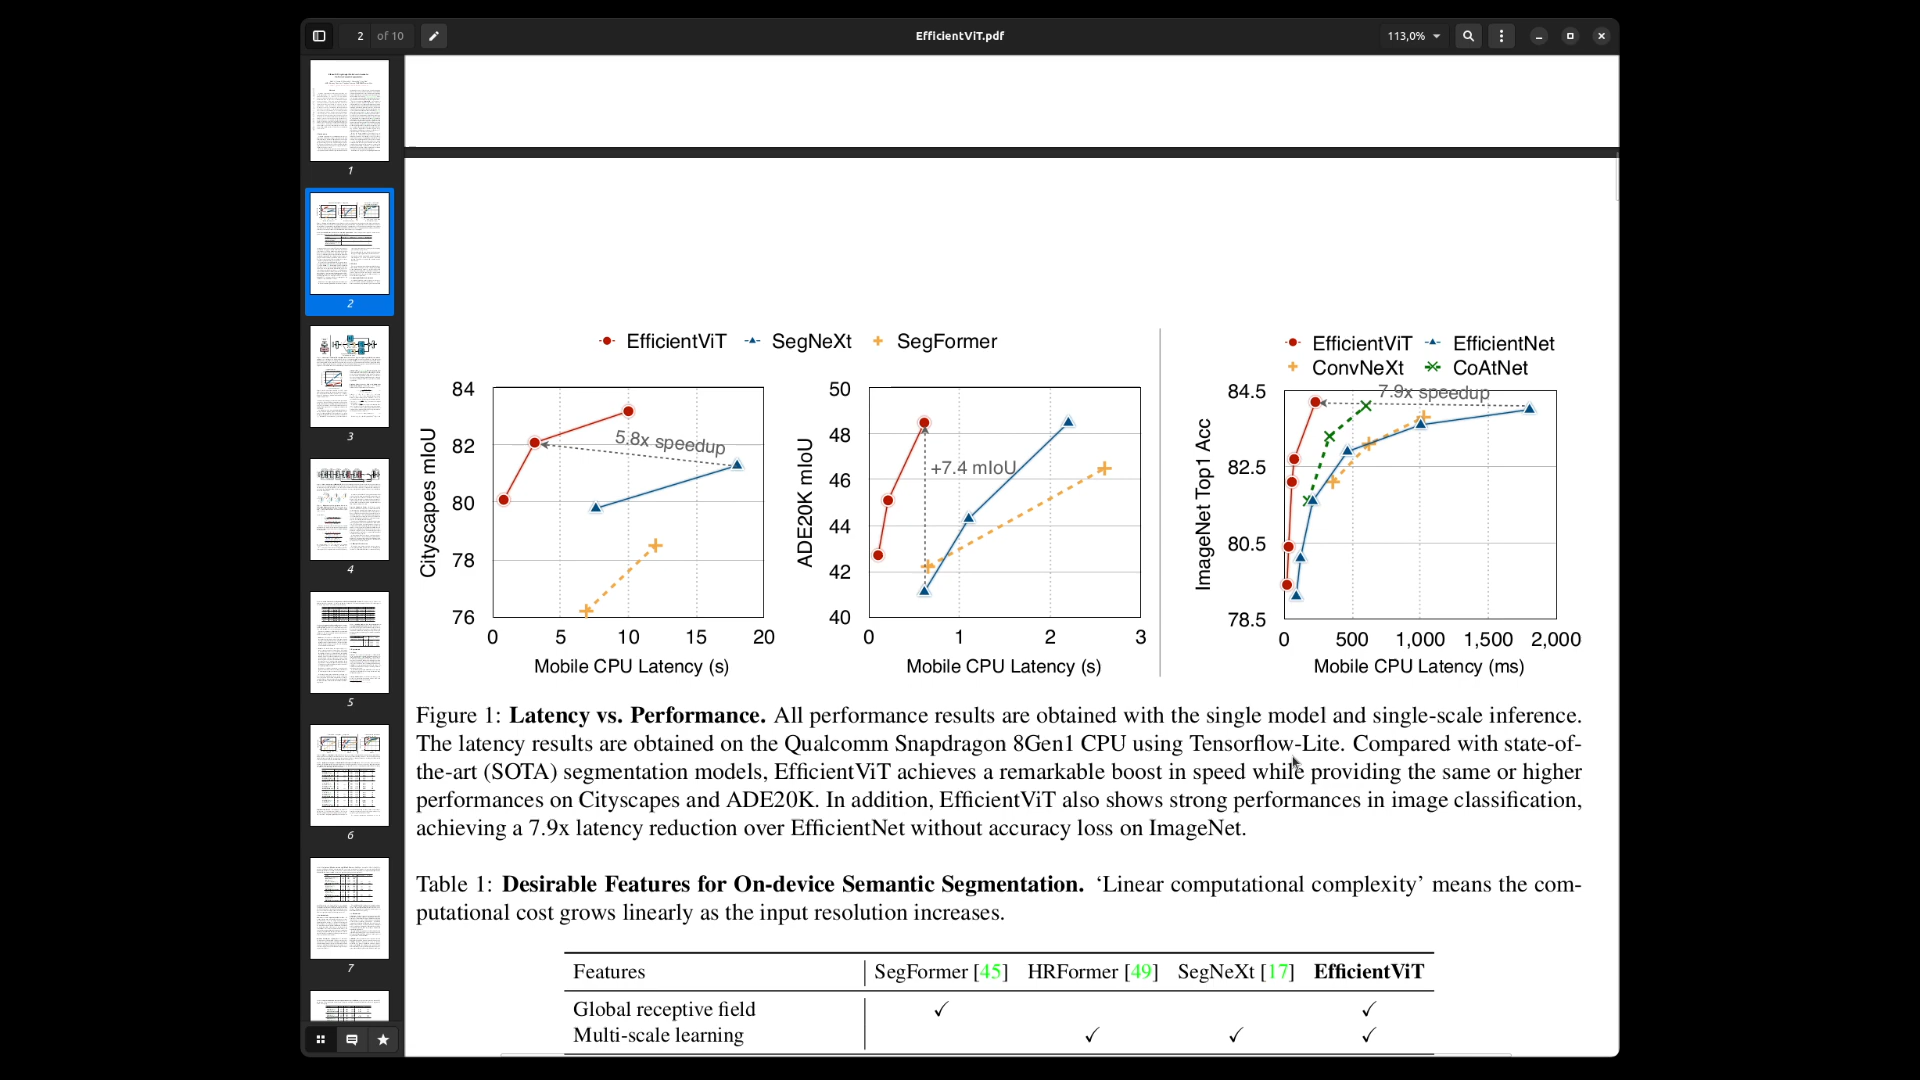 2 of 10
EfficientViT.pdf
113,0%
1
2
3
4
5
6
7
EfficientViT SegNeXt SegFormer
84
82
80
78
76
Cityscapes mIoU
5.8x speedup
0 5 10 15 20
Mobile CPU Latency (s)
50
48
46
44
42
40
ADE20K mIoU
+7.4 mIoU
0 1 2 3
Mobile CPU Latency (s)
EfficientViT EfficientNet
ConvNeXt CoAtNet
7.9x speedup
84.5
82.5
80.5
78.5
ImageNet Top1 Acc
0 500 1,000 1,500 2,000
Mobile CPU Latency (ms)
Figure 1: Latency vs. Performance. All performance results are obtained with the single model and single-scale inference.
The latency results are obtained on the Qualcomm Snapdragon 8Gen1 CPU using Tensorflow-Lite. Compared with state-of-
the-art (SOTA) segmentation models, EfficientViT achieves a remarkable boost in speed while providing the same or higher
performances on Cityscapes and ADE20K. In addition, EfficientViT also shows strong performances in image classification,
achieving a 7.9x latency reduction over EfficientNet without accuracy loss on ImageNet.
Table 1: Desirable Features for On-device Semantic Segmentation. ‘Linear computational complexity’ means the com-
putational cost grows linearly as the input resolution increases.
Features SegFormer [45] HRFormer [49] SegNeXt [17] EfficientViT
Global receptive field ✓ ✓
Multi-scale learning ✓ ✓ ✓